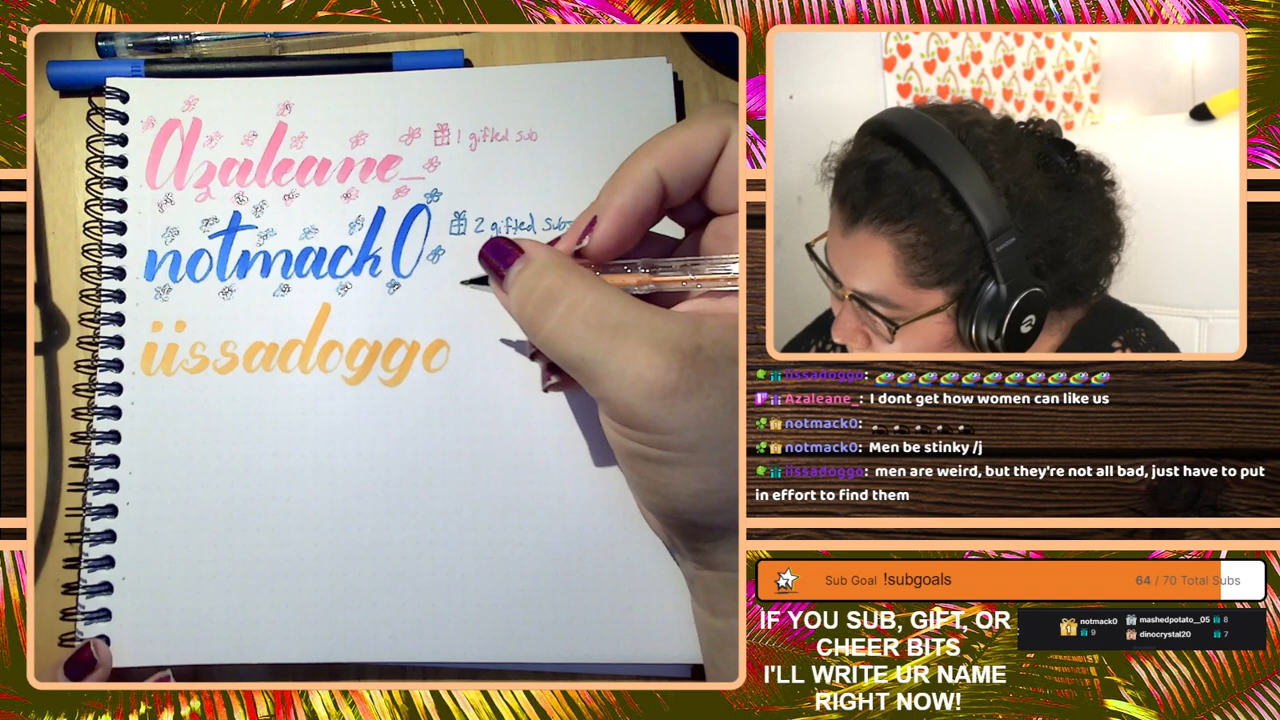 Azaleane_ 1 gifted sub
notmack0 2 gifted subs
iissadoggo
iissadoggo:
Azaleane_: I dont get how women can like us
notmack0:
notmack0: Men be stinky /j
iissadoggo: men are weird, but they're not all bad, just have to put
in effort to find them
Sub Goal !subgoals 64 / 70 Total Subs
IF YOU SUB, GIFT, OR
CHEER BITS
I'LL WRITE UR NAME
RIGHT NOW!
1 notmack0 9
mashedpotato__05 8
dinocrystal20 7